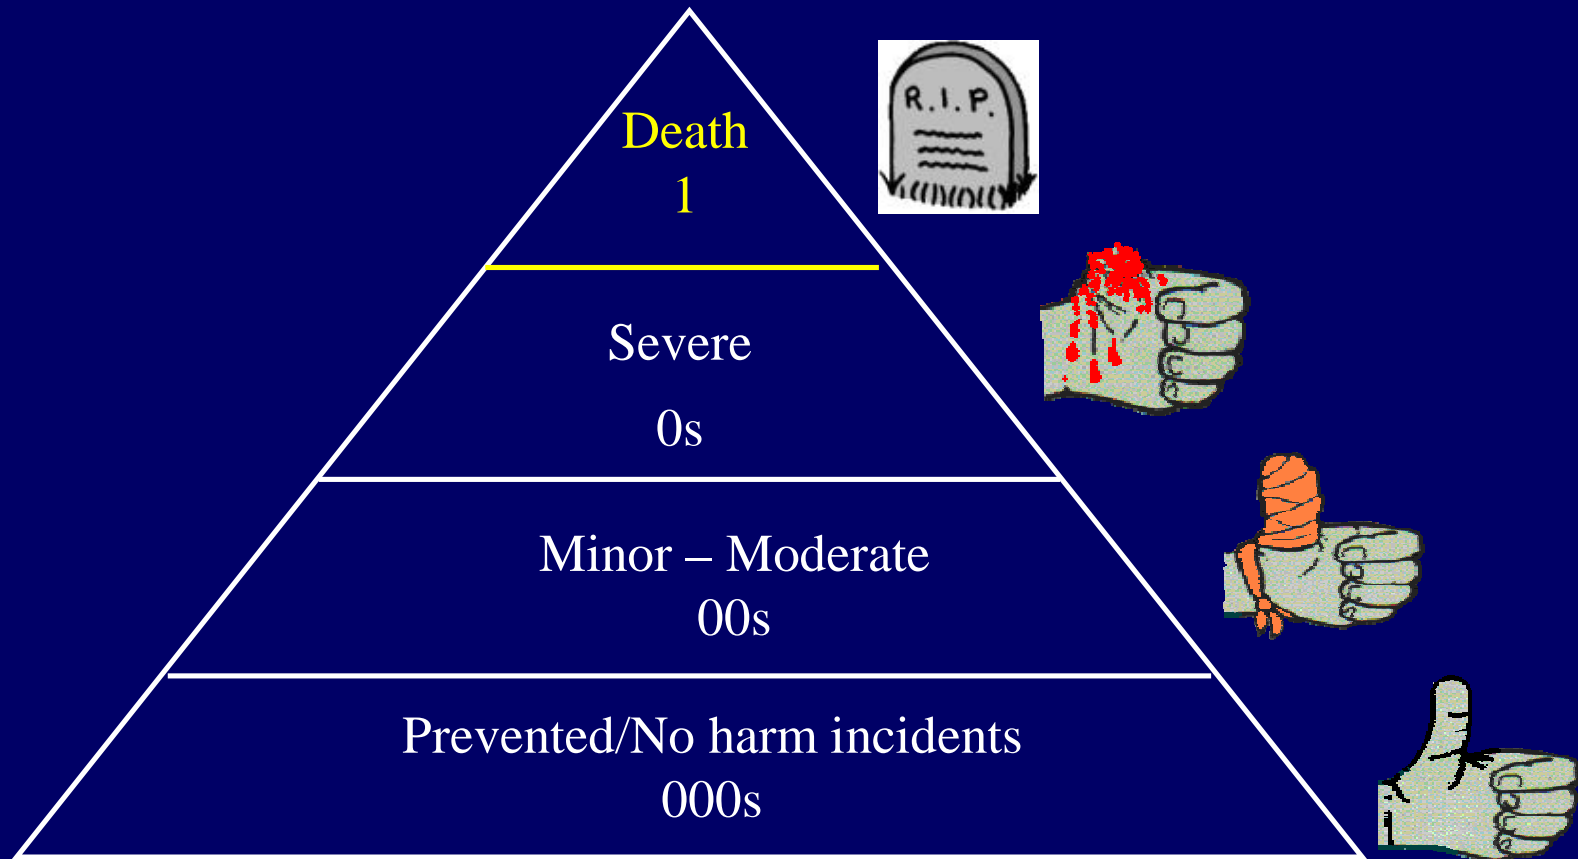 R.I.P.
Death
1
Severe
0s
Minor – Moderate
00s
Prevented/No harm incidents
000s